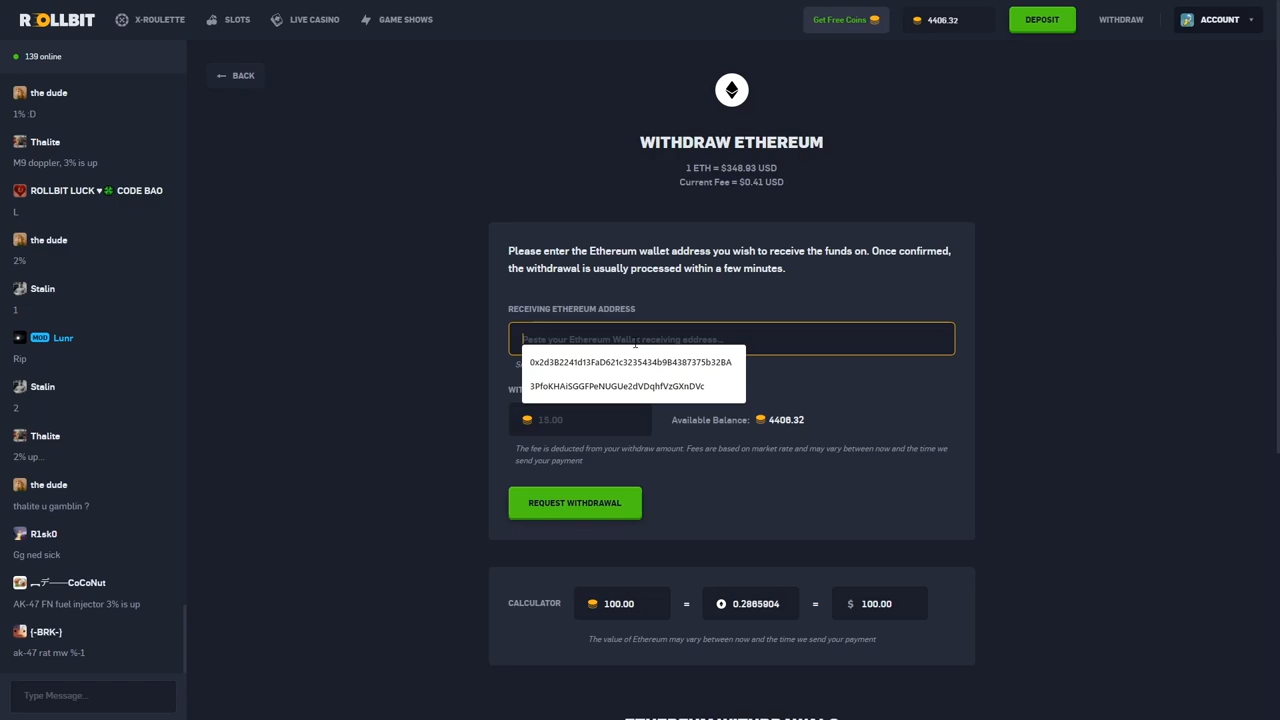 ROLLBIT
X-ROULETTE
SLOTS
LIVE CASINO
GAME SHOWS
Get Free Coins
4406.32
DEPOSIT
WITHDRAW
ACCOUNT
139 online
the dude
1% :D
Thalite
M9 doppler, 3% is up
ROLLBIT LUCK ♥🍀 CODE BAO
L
the dude
2%
Stalin
1
MOD Lunr
Rip
Stalin
2
Thalite
2% up...
the dude
thalite u gamblin ?
R1sk0
Gg ned sick
︻デ═—CoCoNut
AK-47 FN fuel injector 3% is up
(-BRK-)
ak-47 rat mw %-1
Type Message...
← BACK
WITHDRAW ETHEREUM
1 ETH = $348.93 USD
Current Fee = $0.41 USD
Please enter the Ethereum wallet address you wish to receive the funds on. Once confirmed,
the withdrawal is usually processed within a few minutes.
RECEIVING ETHEREUM ADDRESS
Paste your Ethereum Wallet receiving address...
0x2d3B2241d13FaD621c3235434b9B4387375b32BA
3PfoKHAiSGGFPeNUGUe2dVDqhfVzGXnDVc
15.00
Available Balance: 4406.32
The fee is deducted from your withdraw amount. Fees are based on market rate and may vary between now and the time we
send your payment
REQUEST WITHDRAWAL
CALCULATOR
100.00 = 0.2865904 = $ 100.00
The value of Ethereum may vary between now and the time we send your payment
ETHEREUM WITHDRAWALS